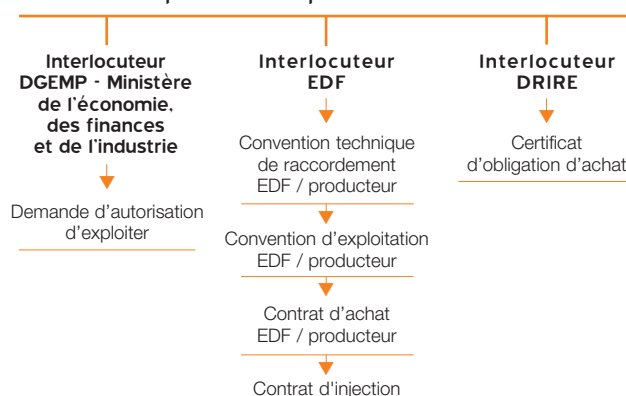 Interlocuteur
DGEMP - Ministère
de l'économie,
des finances
et de l'industrie
Demande d'autorisation
d'exploiter
Interlocuteur
EDF
Convention technique
de raccordement
EDF / producteur
Convention d'exploitation
EDF / producteur
Contrat d'achat
EDF / producteur
Contrat d'injection
Interlocuteur
DRIRE
Certificat
d'obligation d'achat